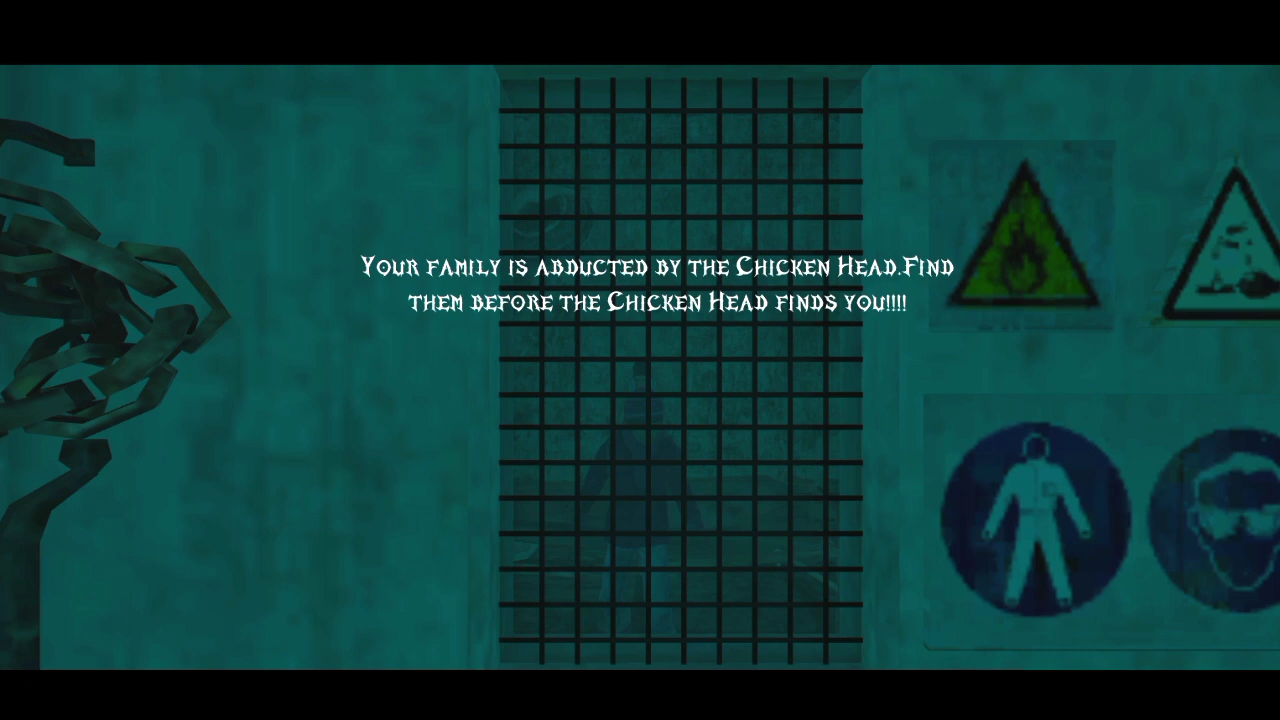 Your family is abducted by the Chicken Head.Find
them before the Chicken Head finds you!!!!